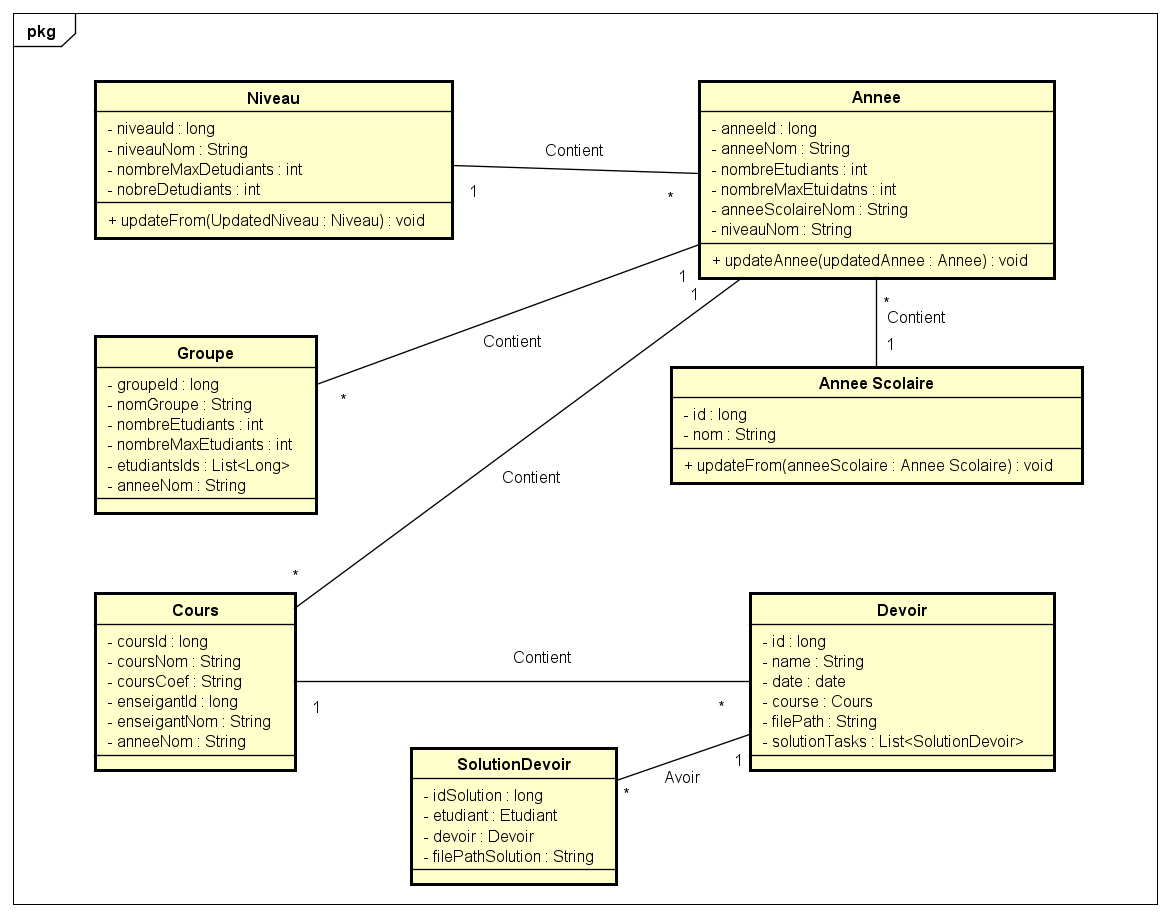 pkg
Niveau
- niveauId : long
- niveauNom : String
- nombreMaxDetudiants : int
- nobreDetudiants : int
+ updateFrom(UpdatedNiveau : Niveau) : void
Contient
1
*
Annee
- anneeId : long
- anneeNom : String
- nombreEtudiants : int
- nombreMaxEtuidatns : int
- anneeScolaireNom : String
- niveauNom : String
+ updateAnnee(updatedAnnee : Annee) : void
1
1
Contient
*
*
Contient
1
Groupe
- groupeId : long
- nomGroupe : String
- nombreEtudiants : int
- nombreMaxEtudiants : int
- etudiantsIds : List<Long>
- anneeNom : String
Annee Scolaire
- id : long
- nom : String
+ updateFrom(anneeScolaire : Annee Scolaire) : void
Contient
*
Cours
- coursId : long
- coursNom : String
- coursCoef : String
- enseigantId : long
- enseigantNom : String
- anneeNom : String
Contient
1
*
Devoir
- id : long
- name : String
- date : date
- course : Cours
- filePath : String
- solutionTasks : List<SolutionDevoir>
1
Avoir
*
SolutionDevoir
- idSolution : long
- etudiant : Etudiant
- devoir : Devoir
- filePathSolution : String